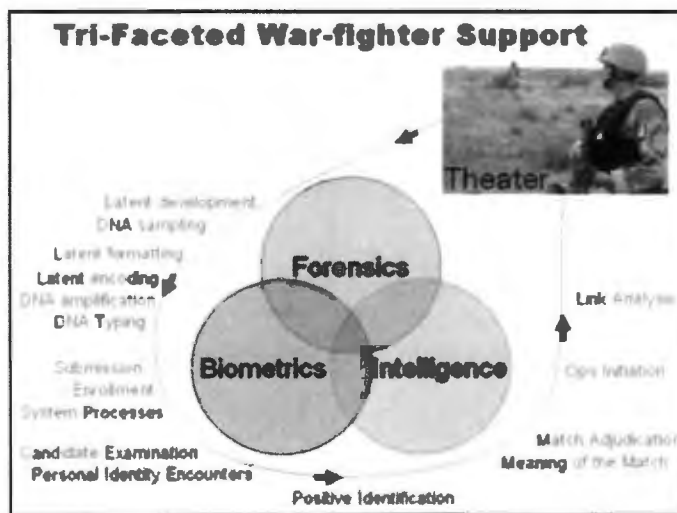 Tri-Faceted War-fighter Support
Theater
Latent development
DNA sampling
Latent formatting
Latent encoding
DNA amplification
DNA Typing
Submission
Enrollment
System Processes
Candidate Examination
Personal Identity Encounters
Forensics
Biometrics
Intelligence
Positive Identification
Link Analysis
Ops Initiation
Match Adjudication
Meaning of the Match